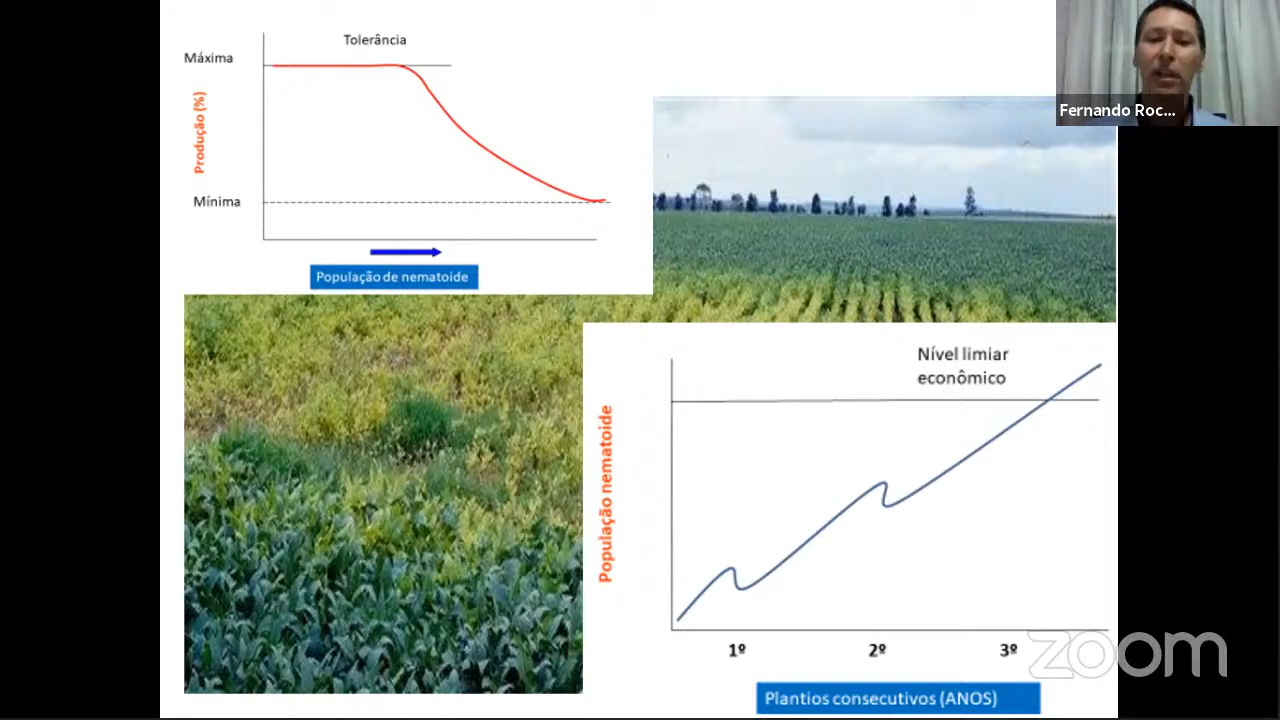 Tolerância
Máxima
Produção (%)
Mínima
População de nematoide
Fernando Roc...
Nível limiar
econômico
População nematoide
1º
2º
3º
Plantios consecutivos (ANOS)
zoom